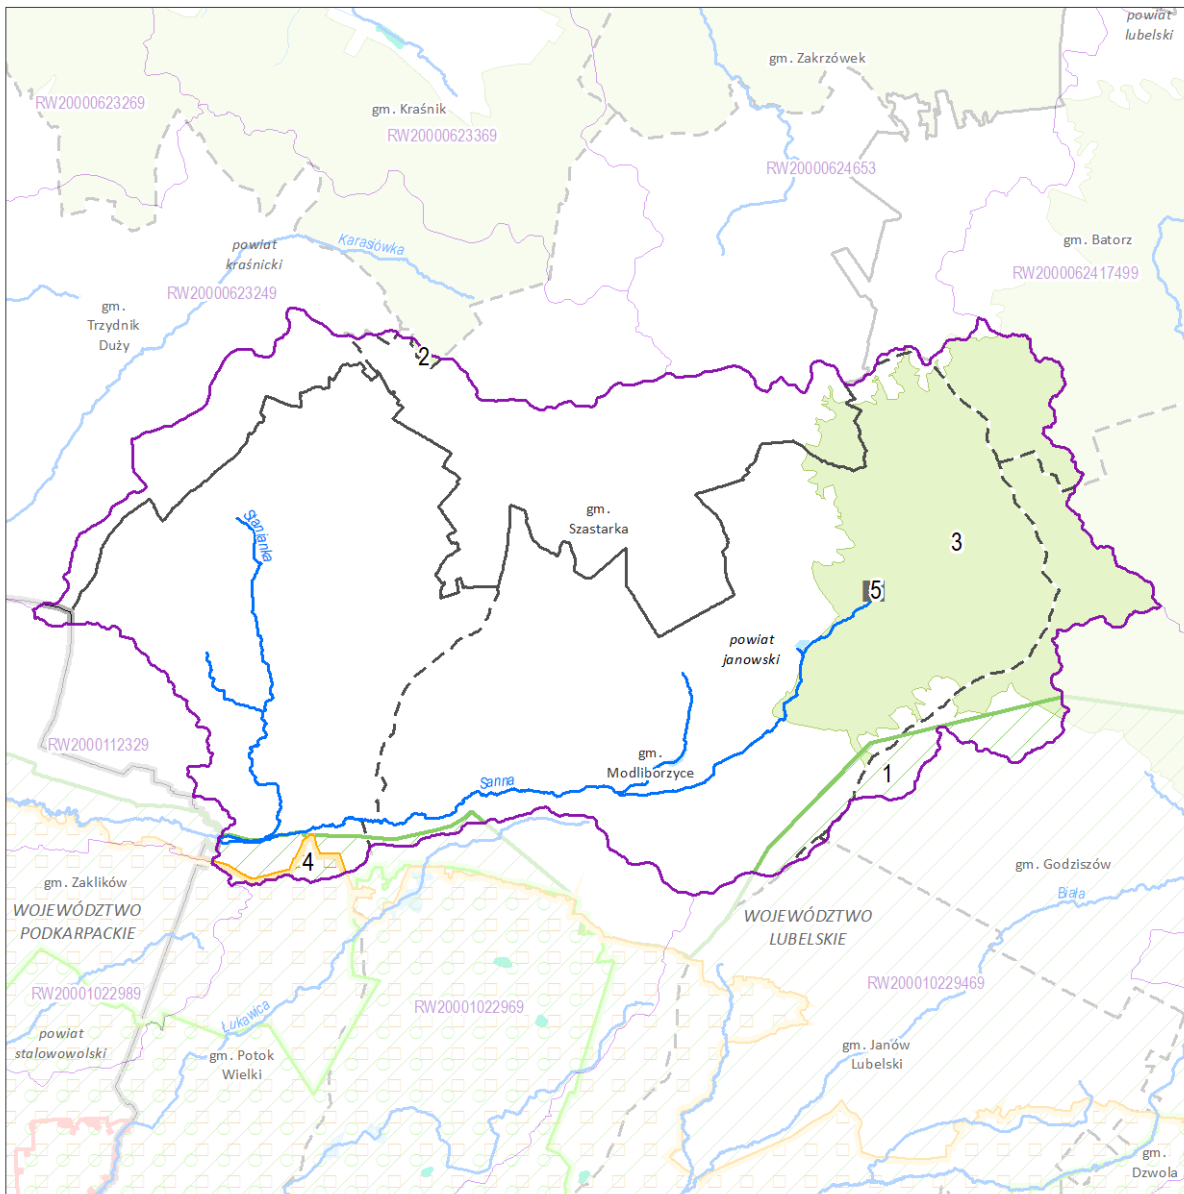 powiat
lubelski
gm. Zakrzówek
RW20000623269
gm. Kraśnik
RW20000623369
RW20000624653
powiat
kraśnicki
Karasiówka
gm. Batorz
RW2000062417499
RW20000623249
gm.
Trzydnik
Duży
2
Stanianka
gm.
Szastarka
3
5
powiat
janowski
RW2000112329
gm.
Modliborzyce
Sanna
1
4
gm. Zaklików
gm. Godziszów
Biała
WOJEWÓDZTWO
PODKARPACKIE
WOJEWÓDZTWO
LUBELSKIE
RW20001022989
Łukawica
RW20001022969
RW200010229469
powiat
stalowowolski
gm. Potok
Wielki
gm. Janów
Lubelski
gm.
Dzwola